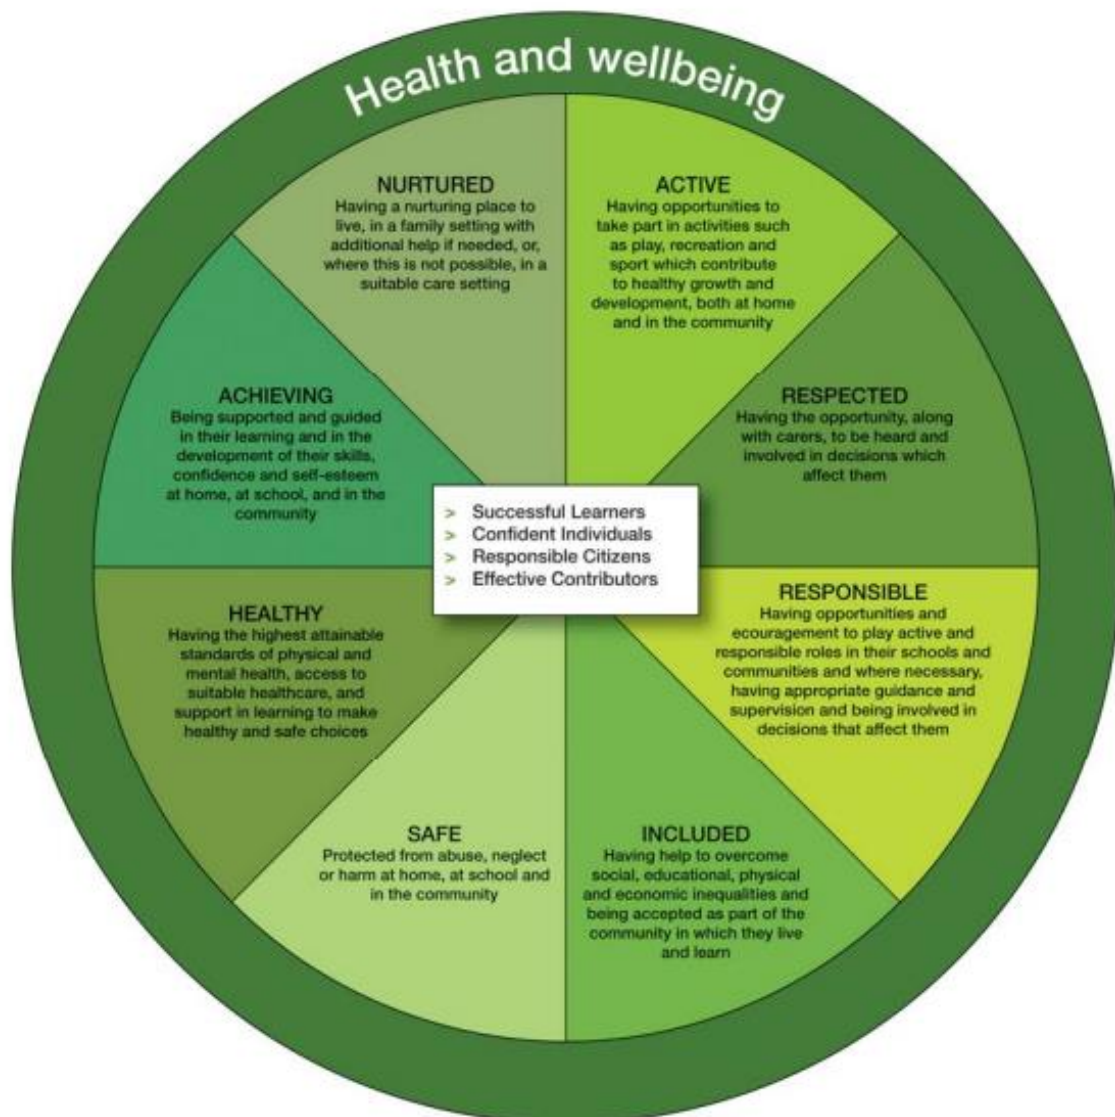 Health and wellbeing
NURTURED
Having a nurturing place to
live, in a family setting with
additional help if needed, or,
where this is not possible, in a
suitable care setting
ACTIVE
Having opportunities to
take part in activities such
as play, recreation and
sport which contribute
to healthy growth and
development, both at home
and in the community
ACHIEVING
Being supported and guided
in their learning and in the
development of their skills,
confidence and self-esteem
at home, at school, and in the
community
RESPECTED
Having the opportunity, along
with carers, to be heard and
involved in decisions which
affect them
> Successful Learners
> Confident Individuals
> Responsible Citizens
> Effective Contributors
HEALTHY
Having the highest attainable
standards of physical and
mental health, access to
suitable healthcare, and
support in learning to make
healthy and safe choices
RESPONSIBLE
Having opportunities and
ecouragement to play active and
responsible roles in their schools and
communities and where necessary,
having appropriate guidance and
supervision and being involved in
decisions that affect them
SAFE
Protected from abuse, neglect
or harm at home, at school and
in the community
INCLUDED
Having help to overcome
social, educational, physical
and economic inequalities and
being accepted as part of the
community in which they live
and learn